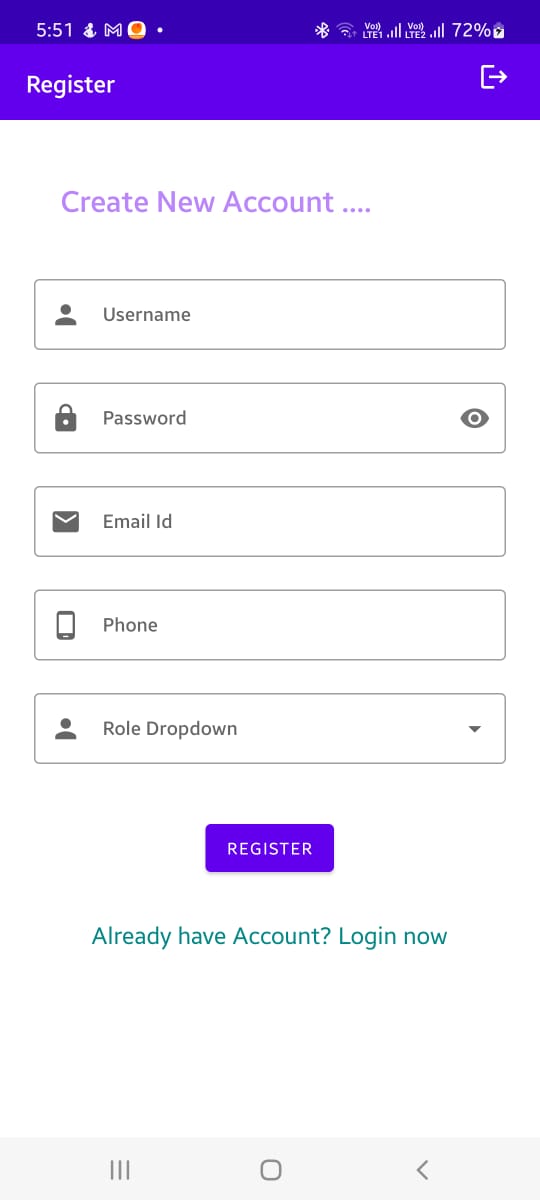 5:51 Vo)) LTE1 Vo)) LTE2 72%
Register
Create New Account ....
Username
Password
Email Id
Phone
Role Dropdown
REGISTER
Already have Account? Login now